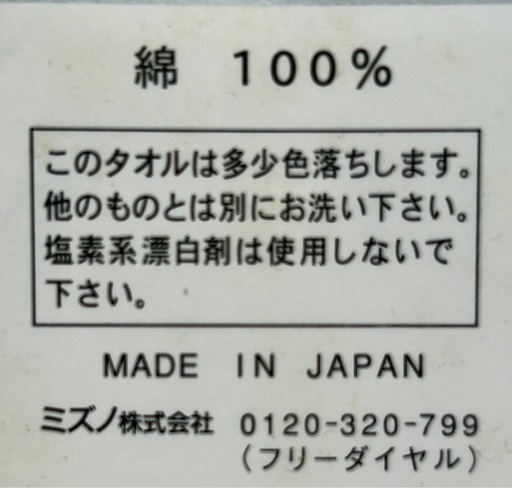 綿 100%
このタオルは多少色落ちします。
他のものとは別にお洗い下さい。
塩素系漂白剤は使用しないで
下さい。
MADE IN JAPAN
ミズノ株式会社 0120-320-799
(フリーダイヤル)